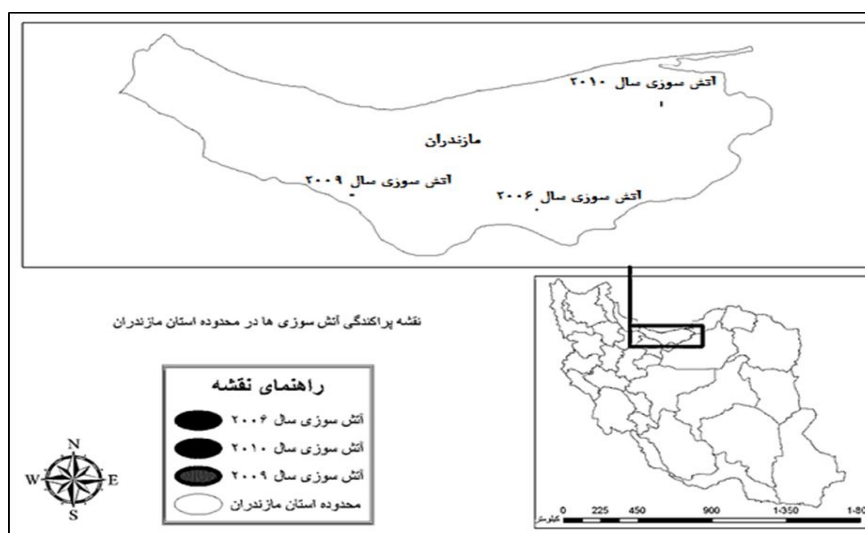 آتش سوزی سال ۲۰۱۰
مازندران
آتش سوزی سال ۲۰۰۹
آتش سوزی سال ۲۰۰۶
نقشه پراکندگی آتش سوزی ها در محدوده استان مازندران
راهنمای نقشه
آتش سوزی سال ۲۰۰۶
آتش سوزی سال ۲۰۱۰
آتش سوزی سال ۲۰۰۹
محدوده استان مازندران
N
W E
S
0 225 450 900 1-350 1-80
کیلومتر